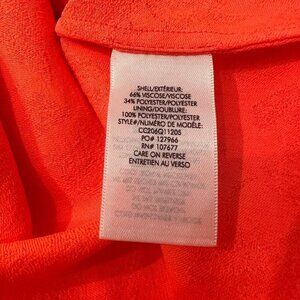 SHELL/EXTÉRIEUR:
66% VISCOSE/VISCOSE
34% POLYESTER/POLYESTER
LINING/DOUBLURE:
100% POLYESTER/POLYESTER
STYLE#/NUMÉRO DE MODÈLE:
CC206Q11205
PO# 127966
RN# 107677
CARE ON REVERSE
ENTRETIEN AU VERSO